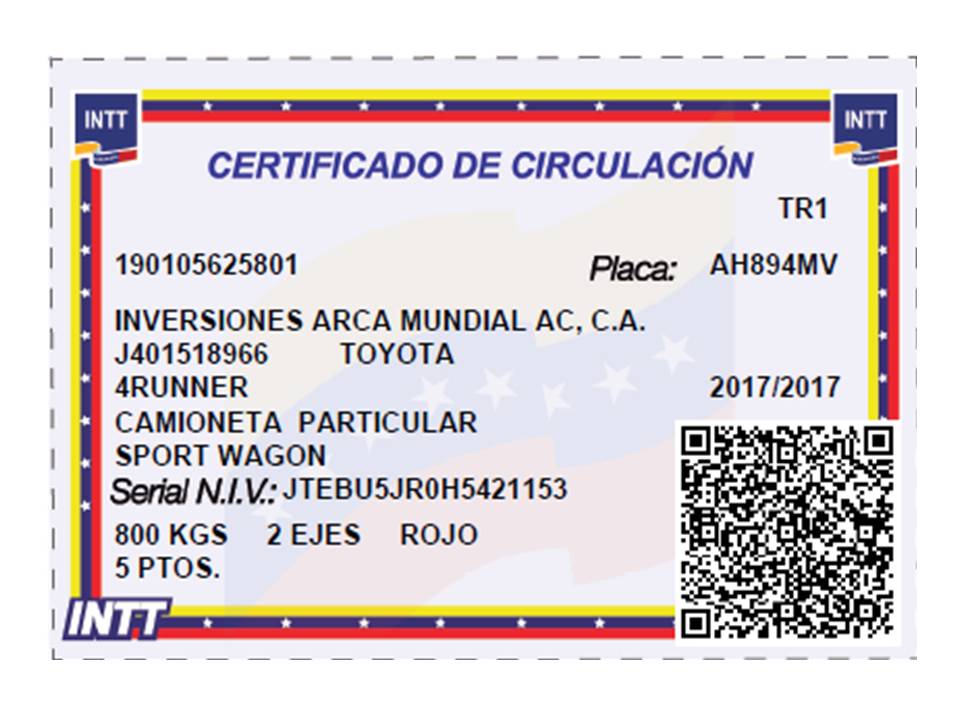 INTT
INTT
CERTIFICADO DE CIRCULACIÓN
TR1
190105625801 Placa: AH894MV
INVERSIONES ARCA MUNDIAL AC, C.A.
J401518966 TOYOTA
4RUNNER 2017/2017
CAMIONETA PARTICULAR
SPORT WAGON
Serial N.I.V.: JTEBU5JR0H5421153
800 KGS 2 EJES ROJO
5 PTOS.
INTT